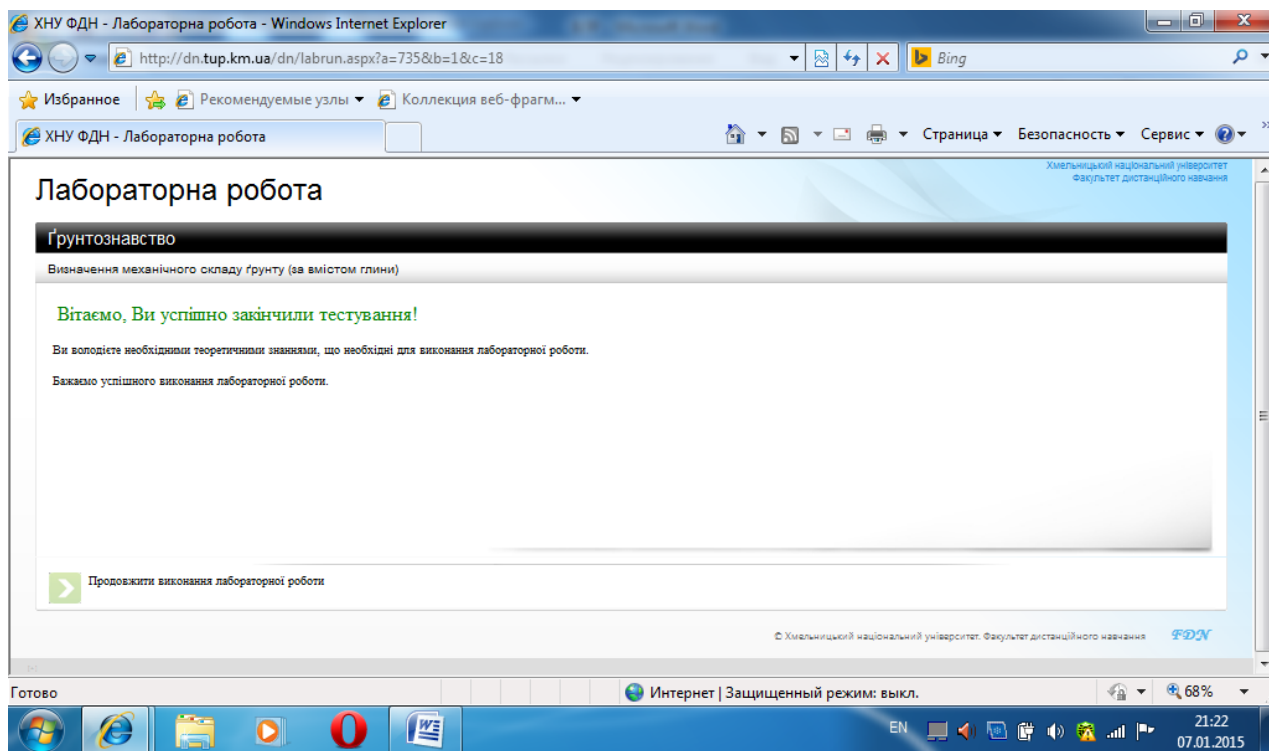 ХНУ ФДН - Лабораторна робота - Windows Internet Explorer
http://dn.tup.km.ua/dn/labrun.aspx?a=735&b=1&c=18
Bing
Избранное
Рекомендуемые узлы
Коллекция веб-фрагм...
ХНУ ФДН - Лабораторна робота
Страница
Безопасность
Сервис
Хмельницький національний університет
Факультет дистанційного навчання
Лабораторна робота
Ґрунтознавство
Визначення механічного складу ґрунту (за вмістом глини)
Вітаємо, Ви успішно закінчили тестування!
Ви володієте необхідними теоретичними знаннями, що необхідні для виконання лабораторної роботи.
Бажаємо успішного виконання лабораторної роботи.
Продовжити виконання лабораторної роботи
© Хмельницький національний університет. Факультет дистанційного навчання
FDN
Готово
Интернет | Защищенный режим: выкл.
68%
EN
21:22
07.01.2015